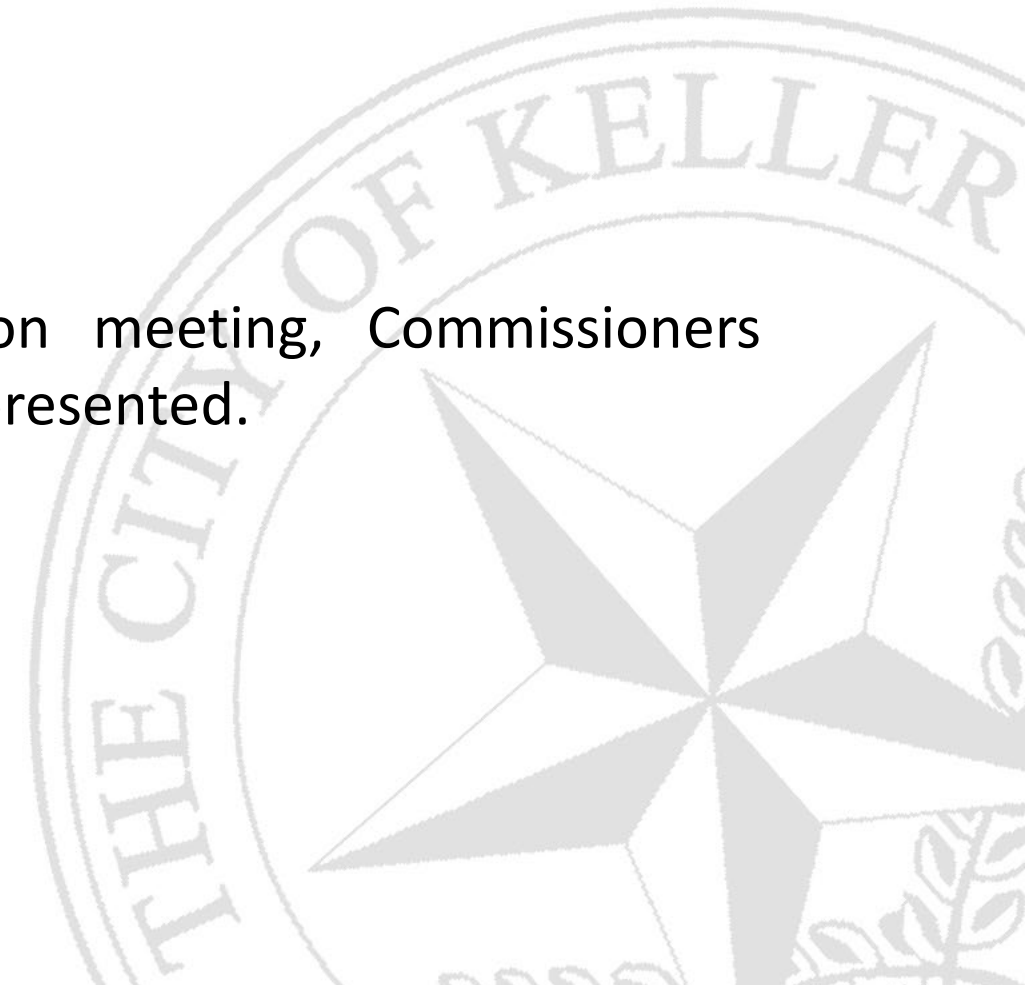 THE CITY OF KELLER
on meeting, Commissioners
resented.